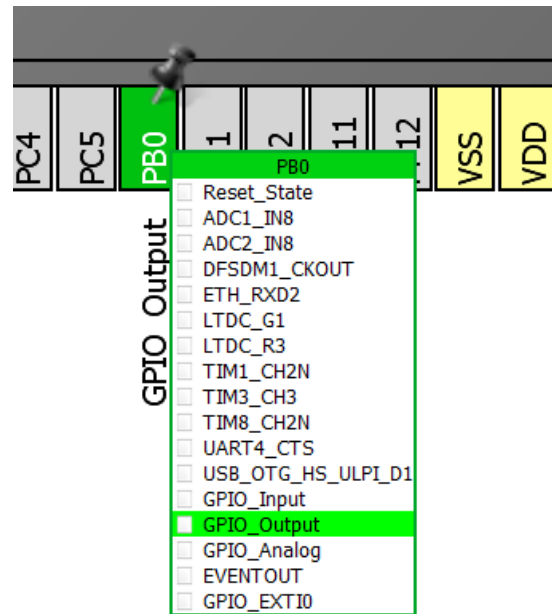 PC4
PC5
PB0
1
2
11
12
VSS
VDD
GPIO_Output
PB0
Reset_State
ADC1_IN8
ADC2_IN8
DFSDM1_CKOUT
ETH_RXD2
LTDC_G1
LTDC_R3
TIM1_CH2N
TIM3_CH3
TIM8_CH2N
UART4_CTS
USB_OTG_HS_ULPI_D1
GPIO_Input
GPIO_Output
GPIO_Analog
EVENTOUT
GPIO_EXTI0